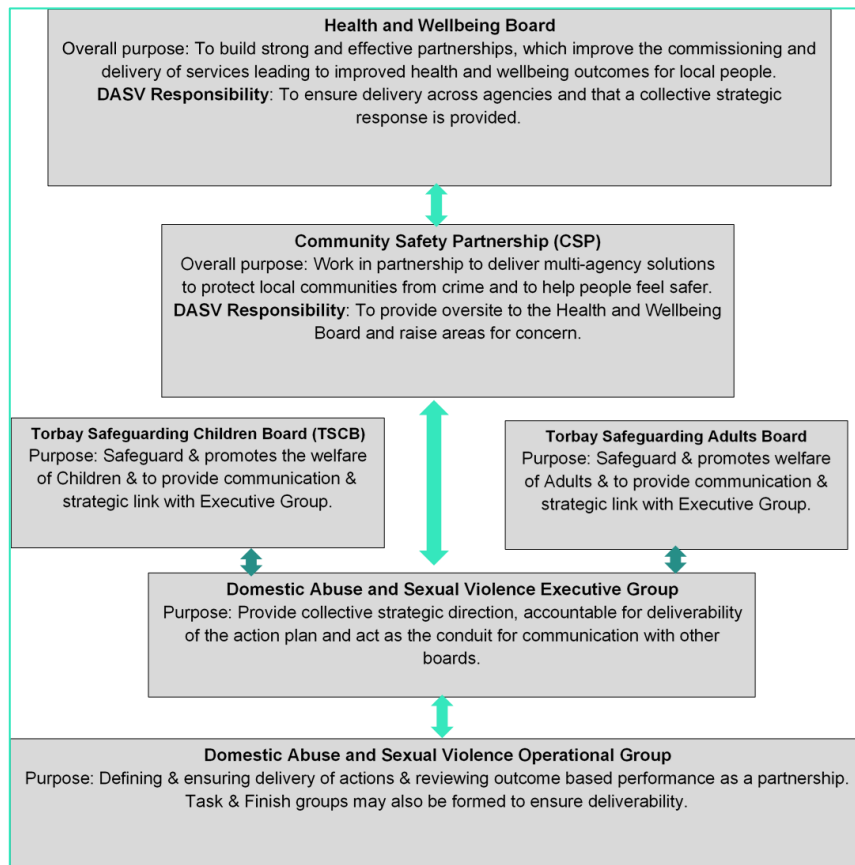 Health and Wellbeing Board
Overall purpose: To build strong and effective partnerships, which improve the commissioning and
delivery of services leading to improved health and wellbeing outcomes for local people.
DASV Responsibility: To ensure delivery across agencies and that a collective strategic
response is provided.
Community Safety Partnership (CSP)
Overall purpose: Work in partnership to deliver multi-agency solutions
to protect local communities from crime and to help people feel safer.
DASV Responsibility: To provide oversite to the Health and Wellbeing
Board and raise areas for concern.
Torbay Safeguarding Children Board (TSCB)
Purpose: Safeguard & promotes the welfare
of Children & to provide communication &
strategic link with Executive Group.
Torbay Safeguarding Adults Board
Purpose: Safeguard & promotes welfare
of Adults & to provide communication &
strategic link with Executive Group.
Domestic Abuse and Sexual Violence Executive Group
Purpose: Provide collective strategic direction, accountable for deliverability
of the action plan and act as the conduit for communication with other
boards.
Domestic Abuse and Sexual Violence Operational Group
Purpose: Defining & ensuring delivery of actions & reviewing outcome based performance as a partnership.
Task & Finish groups may also be formed to ensure deliverability.